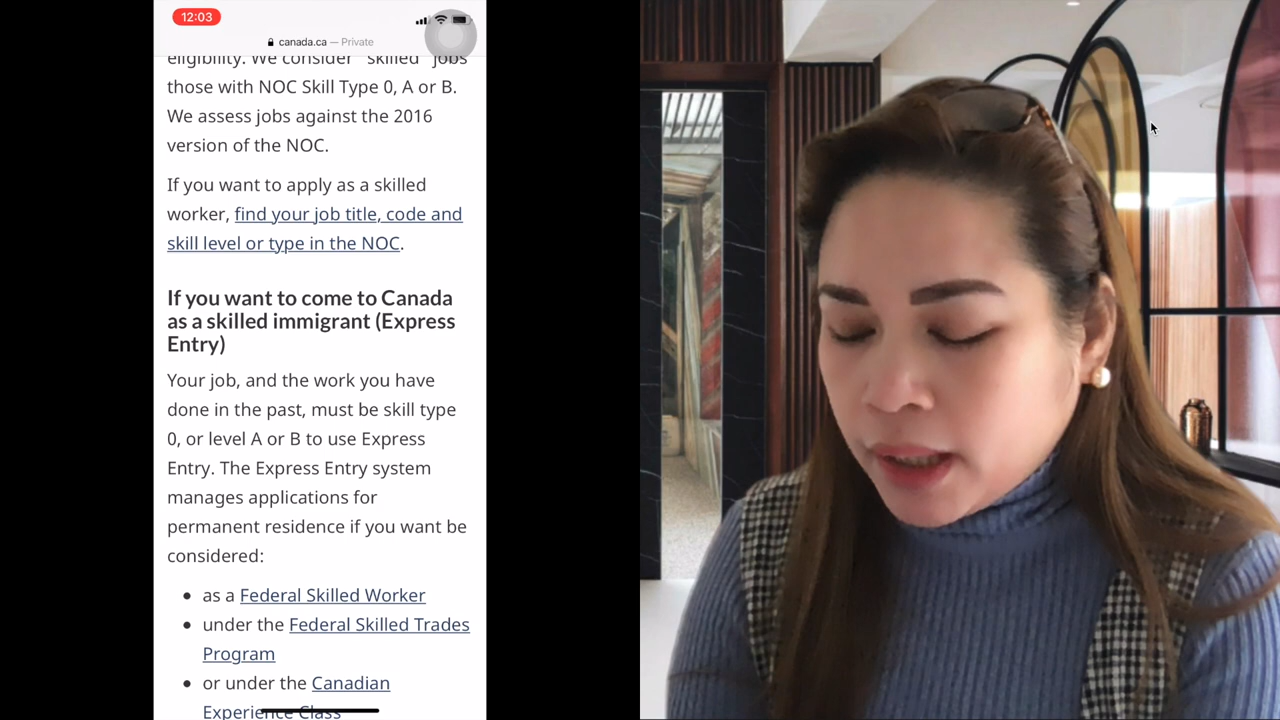 12:03
canada.ca — Private
eligibility. We consider "skilled" jobs
those with NOC Skill Type 0, A or B.
We assess jobs against the 2016
version of the NOC.
If you want to apply as a skilled
worker, find your job title, code and
skill level or type in the NOC.
If you want to come to Canada
as a skilled immigrant (Express
Entry)
Your job, and the work you have
done in the past, must be skill type
0, or level A or B to use Express
Entry. The Express Entry system
manages applications for
permanent residence if you want be
considered:
as a Federal Skilled Worker
under the Federal Skilled Trades
Program
or under the Canadian
Experience Class